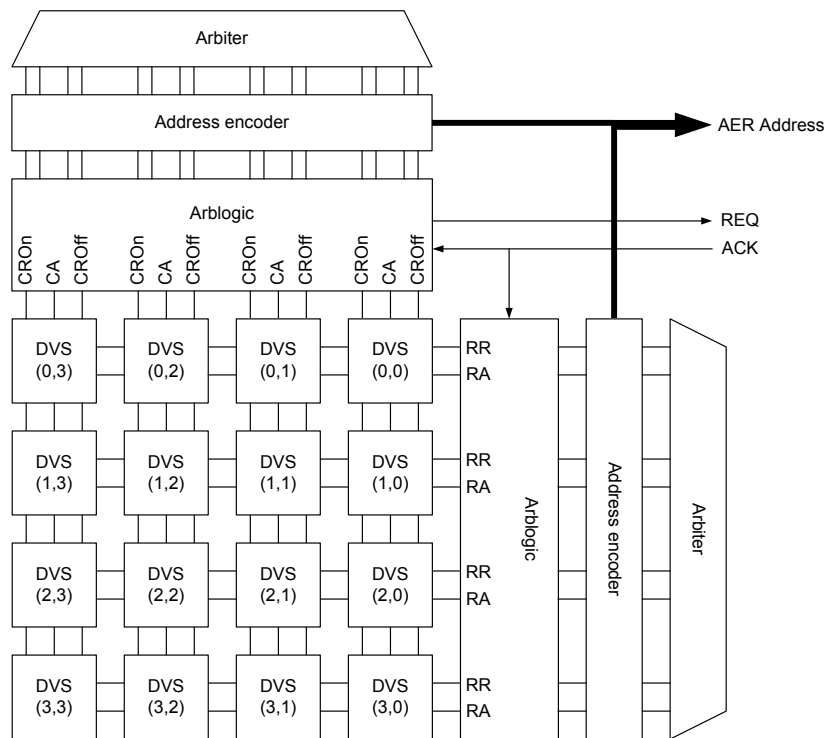 Arbiter
Address encoder
AER Address
Arblogic
REQ
ACK
CROn
CA
CROff
CROn
CA
CROff
CROn
CA
CROff
CROn
CA
CROff
DVS
(0,3)
DVS
(0,2)
DVS
(0,1)
DVS
(0,0)
RR
RA
DVS
(1,3)
DVS
(1,2)
DVS
(1,1)
DVS
(1,0)
RR
RA
Arblogic
Address encoder
Arbiter
DVS
(2,3)
DVS
(2,2)
DVS
(2,1)
DVS
(2,0)
RR
RA
DVS
(3,3)
DVS
(3,2)
DVS
(3,1)
DVS
(3,0)
RR
RA